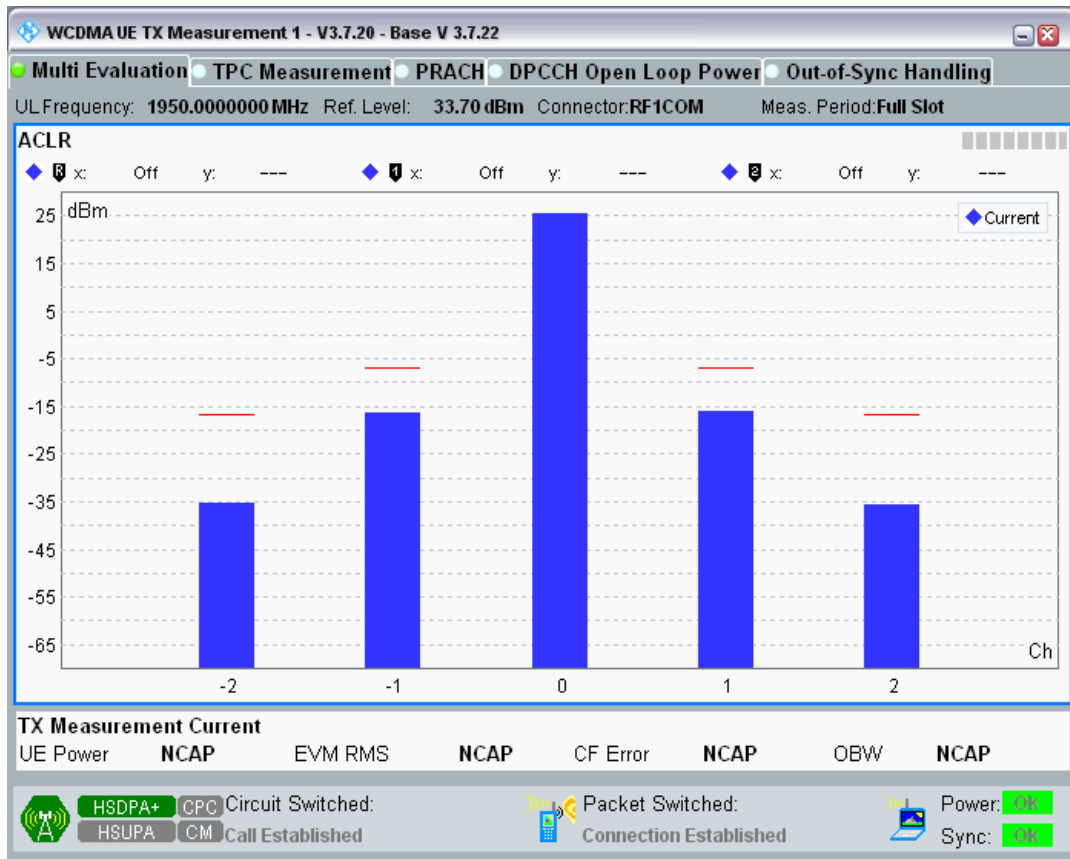 WCDMA UE TX Measurement 1 - V3.7.20 - Base V 3.7.22
Multi Evaluation TPC Measurement PRACH DPCCH Open Loop Power Out-of-Sync Handling
UL Frequency: 1950.0000000 MHz Ref. Level: 33.70 dBm Connector:RF1COM Meas. Period:Full Slot
ACLR
R x: Off y: --- 1 x: Off y: --- 2 x: Off y: ---
dBm
Current
25
15
5
-5
-15
-25
-35
-45
-55
-65
Ch
-2 -1 0 1 2
TX Measurement Current
UE Power NCAP EVM RMS NCAP CF Error NCAP OBW NCAP
HSDPA+ CPC Circuit Switched: Packet Switched: Power: Ok
HSUPA CM Call Established Connection Established Sync: Ok